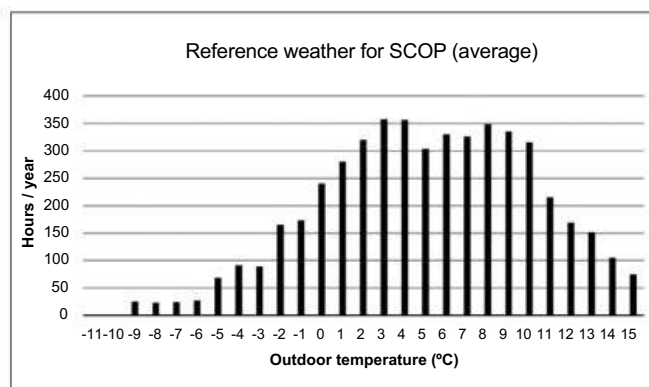 Reference weather for SCOP (average)
400
350
300
250
200
150
100
50
0
Hours / year
-11 -10 -9 -8 -7 -6 -5 -4 -3 -2 -1 0 1 2 3 4 5 6 7 8 9 10 11 12 13 14 15
Outdoor temperature (ºC)